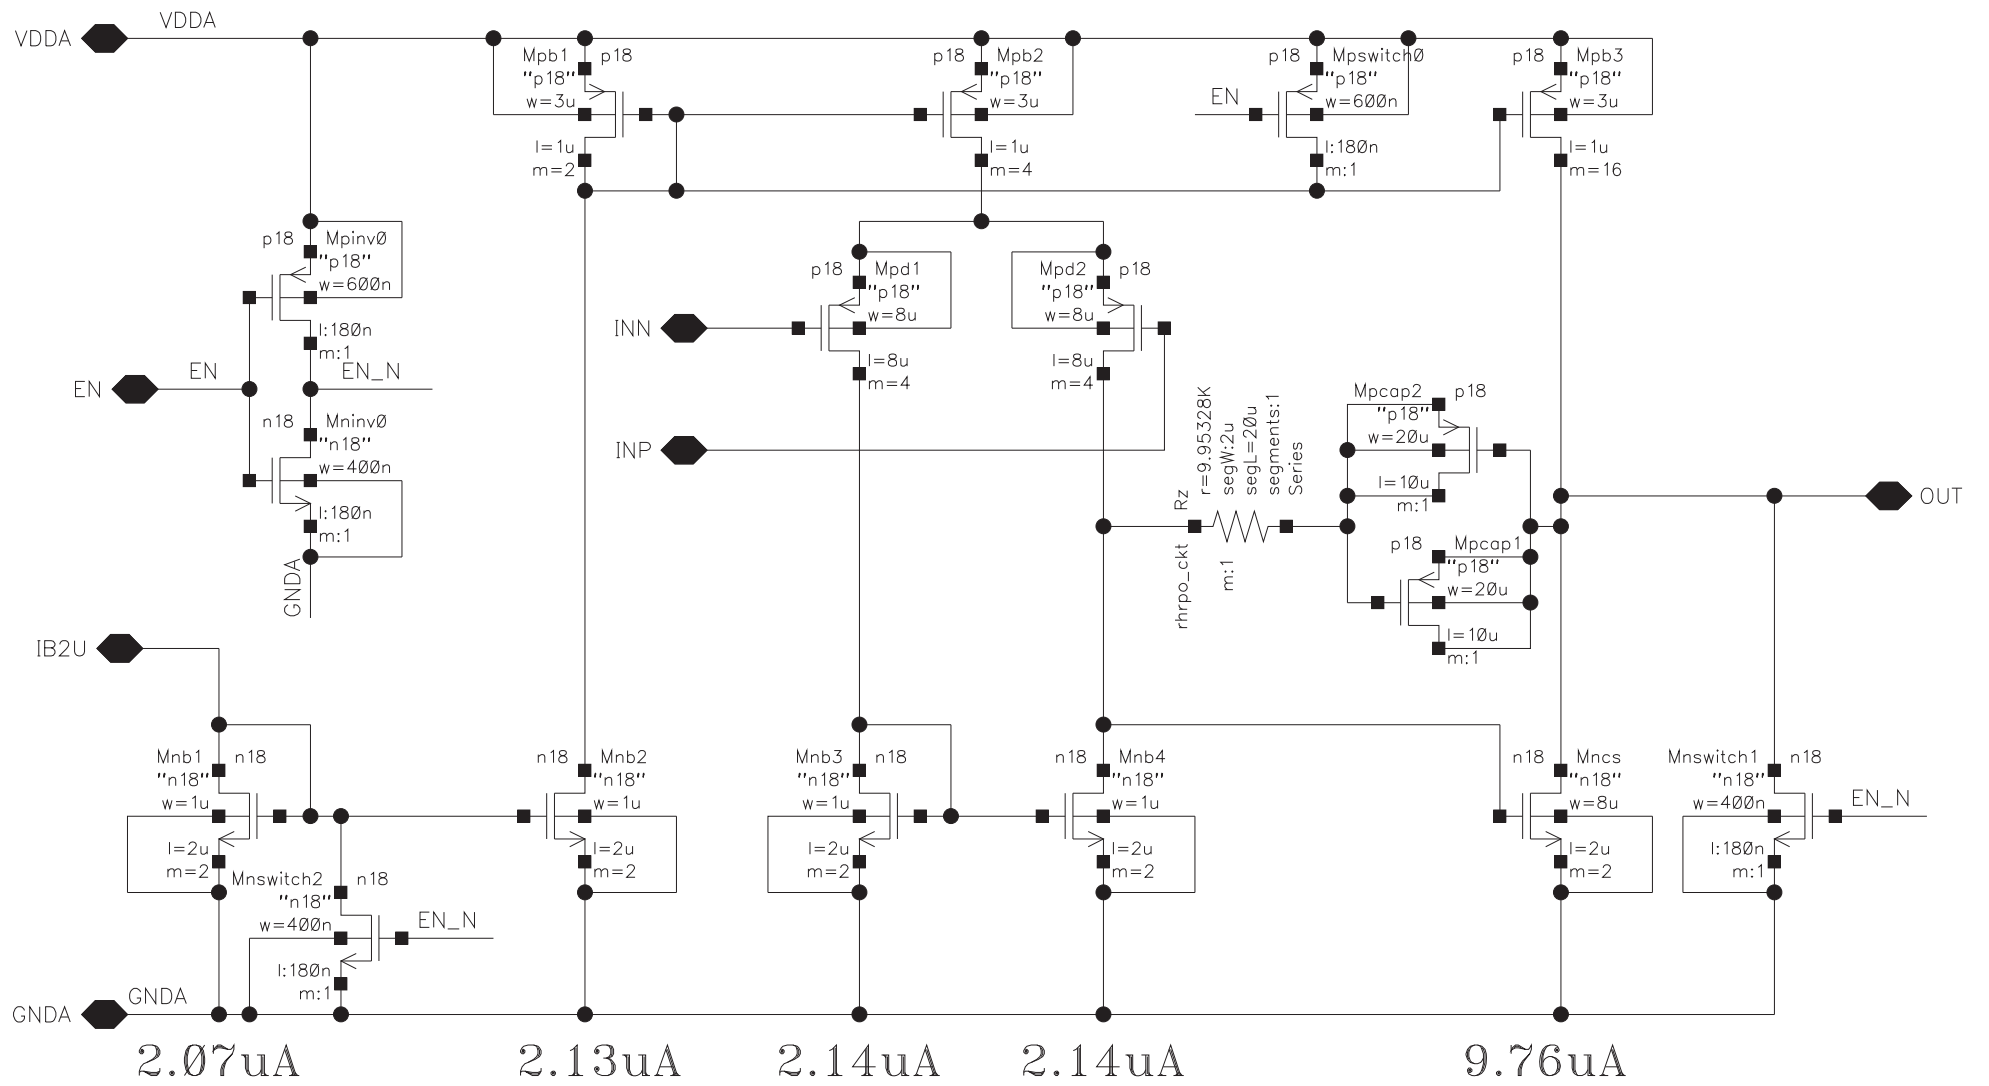 VDDA
VDDA
Mpb1 p18
"p18"
w=3u
l=1u
m=2
p18 Mpb2
"p18"
w=3u
l=1u
m=4
p18 Mpswitch0
"p18"
w=600n
EN
l:180n
m:1
p18 Mpb3
"p18"
w=3u
l=1u
m=16
p18 Mpinv0
"p18"
w=600n
l:180n
m:1
EN
EN
EN_N
n18 Mninv0
"n18"
w=400n
l:180n
m:1
GNDA
p18 Mpd1
"p18"
w=8u
l=8u
m=4
INN
Mpd2 p18
"p18"
w=8u
l=8u
m=4
INP
Rz
r=9.95328K
segW:2u
segL=20u
segments:1
Series
rhrpo_ckt
m:1
Mpcap2 p18
"p18"
w=20u
l=10u
m:1
p18 Mpcap1
"p18"
w=20u
l=10u
m:1
OUT
IB2U
Mnb1 n18
"n18"
w=1u
l=2u
m=2
Mnswitch2 n18
"n18"
w=400n
EN_N
l:180n
m:1
n18 Mnb2
"n18"
w=1u
l=2u
m=2
Mnb3 n18
"n18"
w=1u
l=2u
m=2
n18 Mnb4
"n18"
w=1u
l=2u
m=2
n18 Mncs
"n18"
w=8u
l=2u
m=2
Mnswitch1 n18
"n18"
w=400n
EN_N
l:180n
m:1
GNDA
GNDA
2.07uA 2.13uA 2.14uA 2.14uA 9.76uA